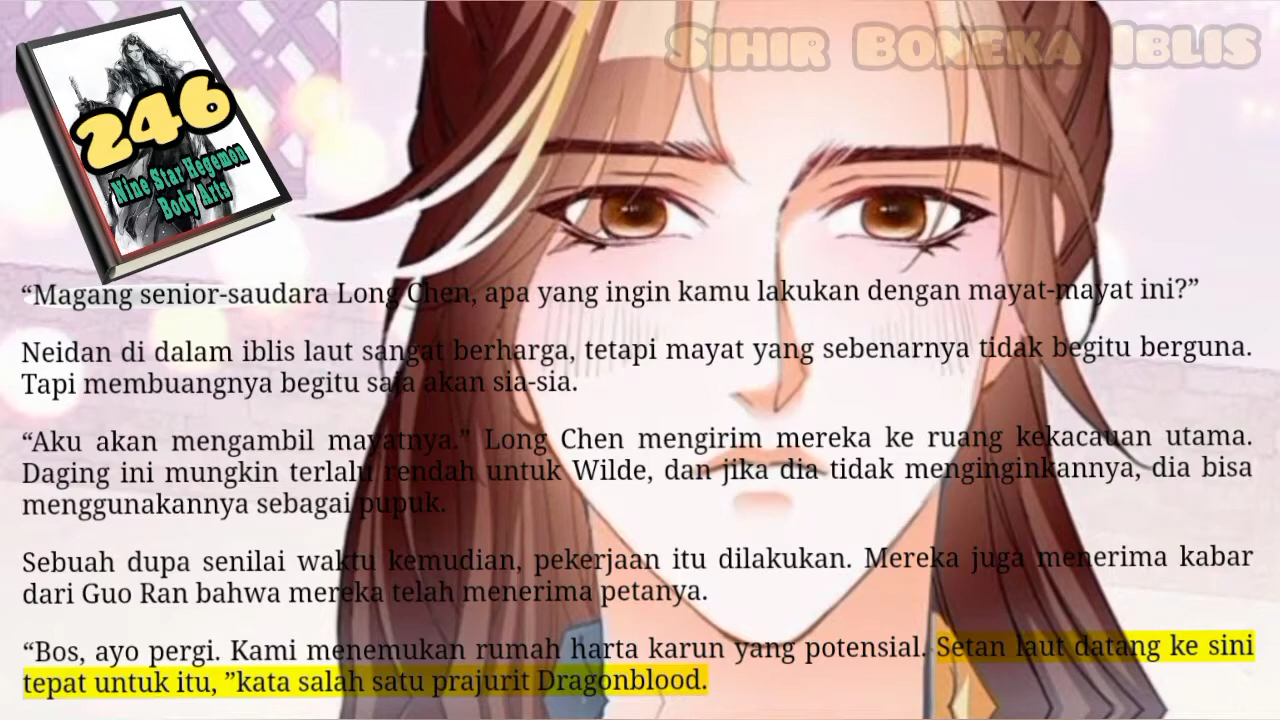 Sihir Boneka Iblis
246
Nine Star Hegemon
Body Arts
“Magang senior-saudara Long Chen, apa yang ingin kamu lakukan dengan mayat-mayat ini?”
Neidan di dalam iblis laut sangat berharga, tetapi mayat yang sebenarnya tidak begitu berguna.
Tapi membuangnya begitu saja akan sia-sia.
“Aku akan mengambil mayatnya.” Long Chen mengirim mereka ke ruang kekacauan utama.
Daging ini mungkin terlalu rendah untuk Wilde, dan jika dia tidak menginginkannya, dia bisa
menggunakannya sebagai pupuk.
Sebuah dupa senilai waktu kemudian, pekerjaan itu dilakukan. Mereka juga menerima kabar
dari Guo Ran bahwa mereka telah menerima petanya.
“Bos, ayo pergi. Kami menemukan rumah harta karun yang potensial. Setan laut datang ke sini
tepat untuk itu, ”kata salah satu prajurit Dragonblood.